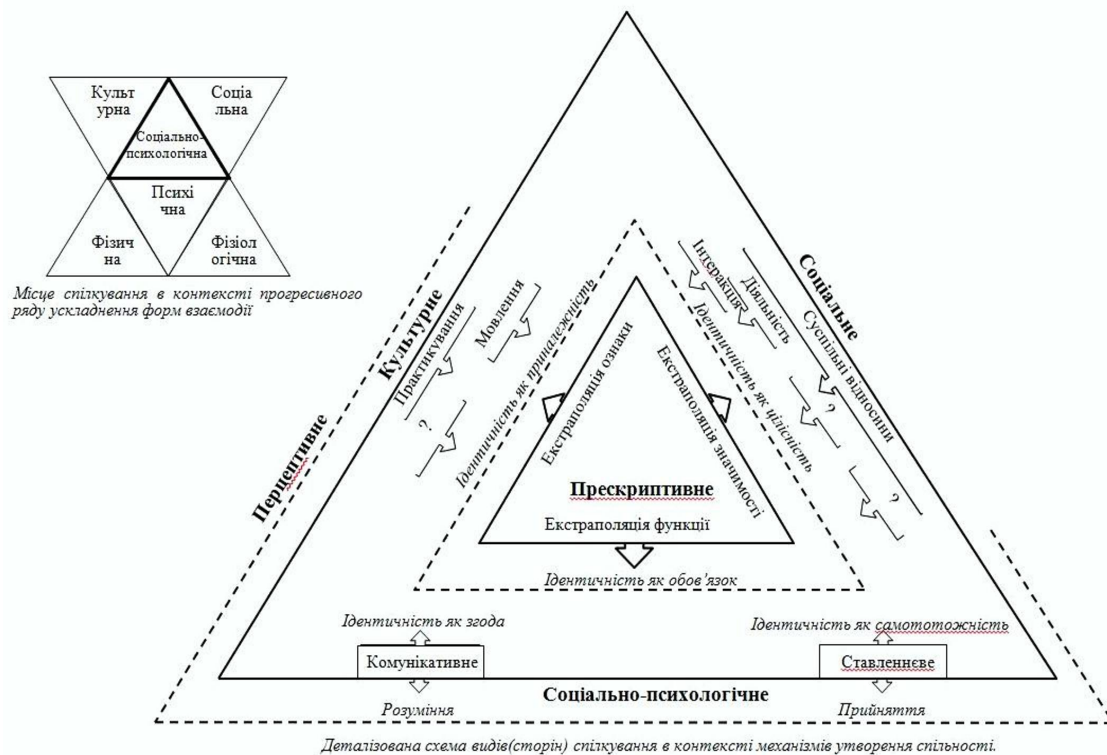 Культ
урна
Соціа
льна
Соціально-
психологічна
Психі
чна
Фізич
на
Фізіол
огічна
Місце спілкування в контексті прогресивного
ряду ускладнення форм взаємодії
Перцептивне
Культурне
Практикування
Мовлення
?
Ідентичність як приналежність
Екстраполяція ознаки
Екстраполяція значимості
Прескриптивне
Екстраполяція функції
Ідентичність як обов'язок
Інтеракція
Діяльність
Суспільні відносини
Соціальне
Ідентичність як цілісність
?
?
Ідентичність як згода
Комунікативне
Розуміння
Ідентичність як самототожність
Ставленнєве
Прийняття
Соціально-психологічне
Деталізована схема видів(сторін) спілкування в контексті механізмів утворення спільності.